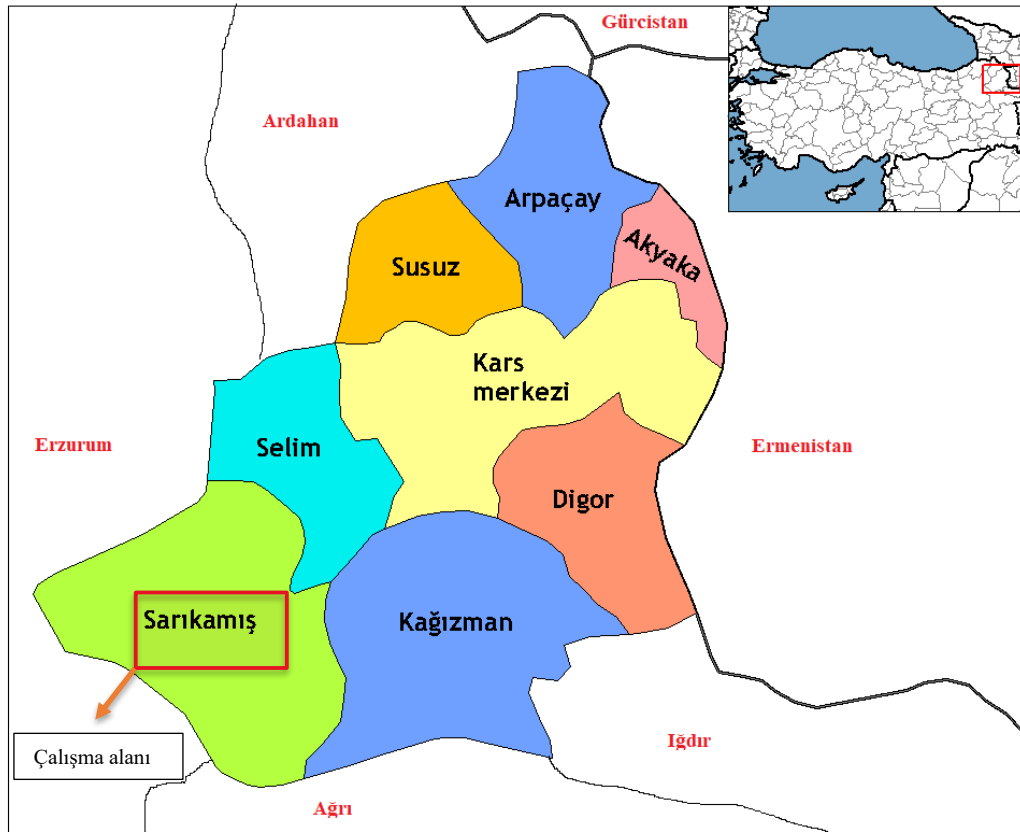 Gürcistan
Ardahan
Arpaçay
Akyaka
Susuz
Kars
merkezi
Erzurum
Selim
Ermenistan
Digor
Sarıkamış
Kağızman
Çalışma alanı
Iğdır
Ağrı